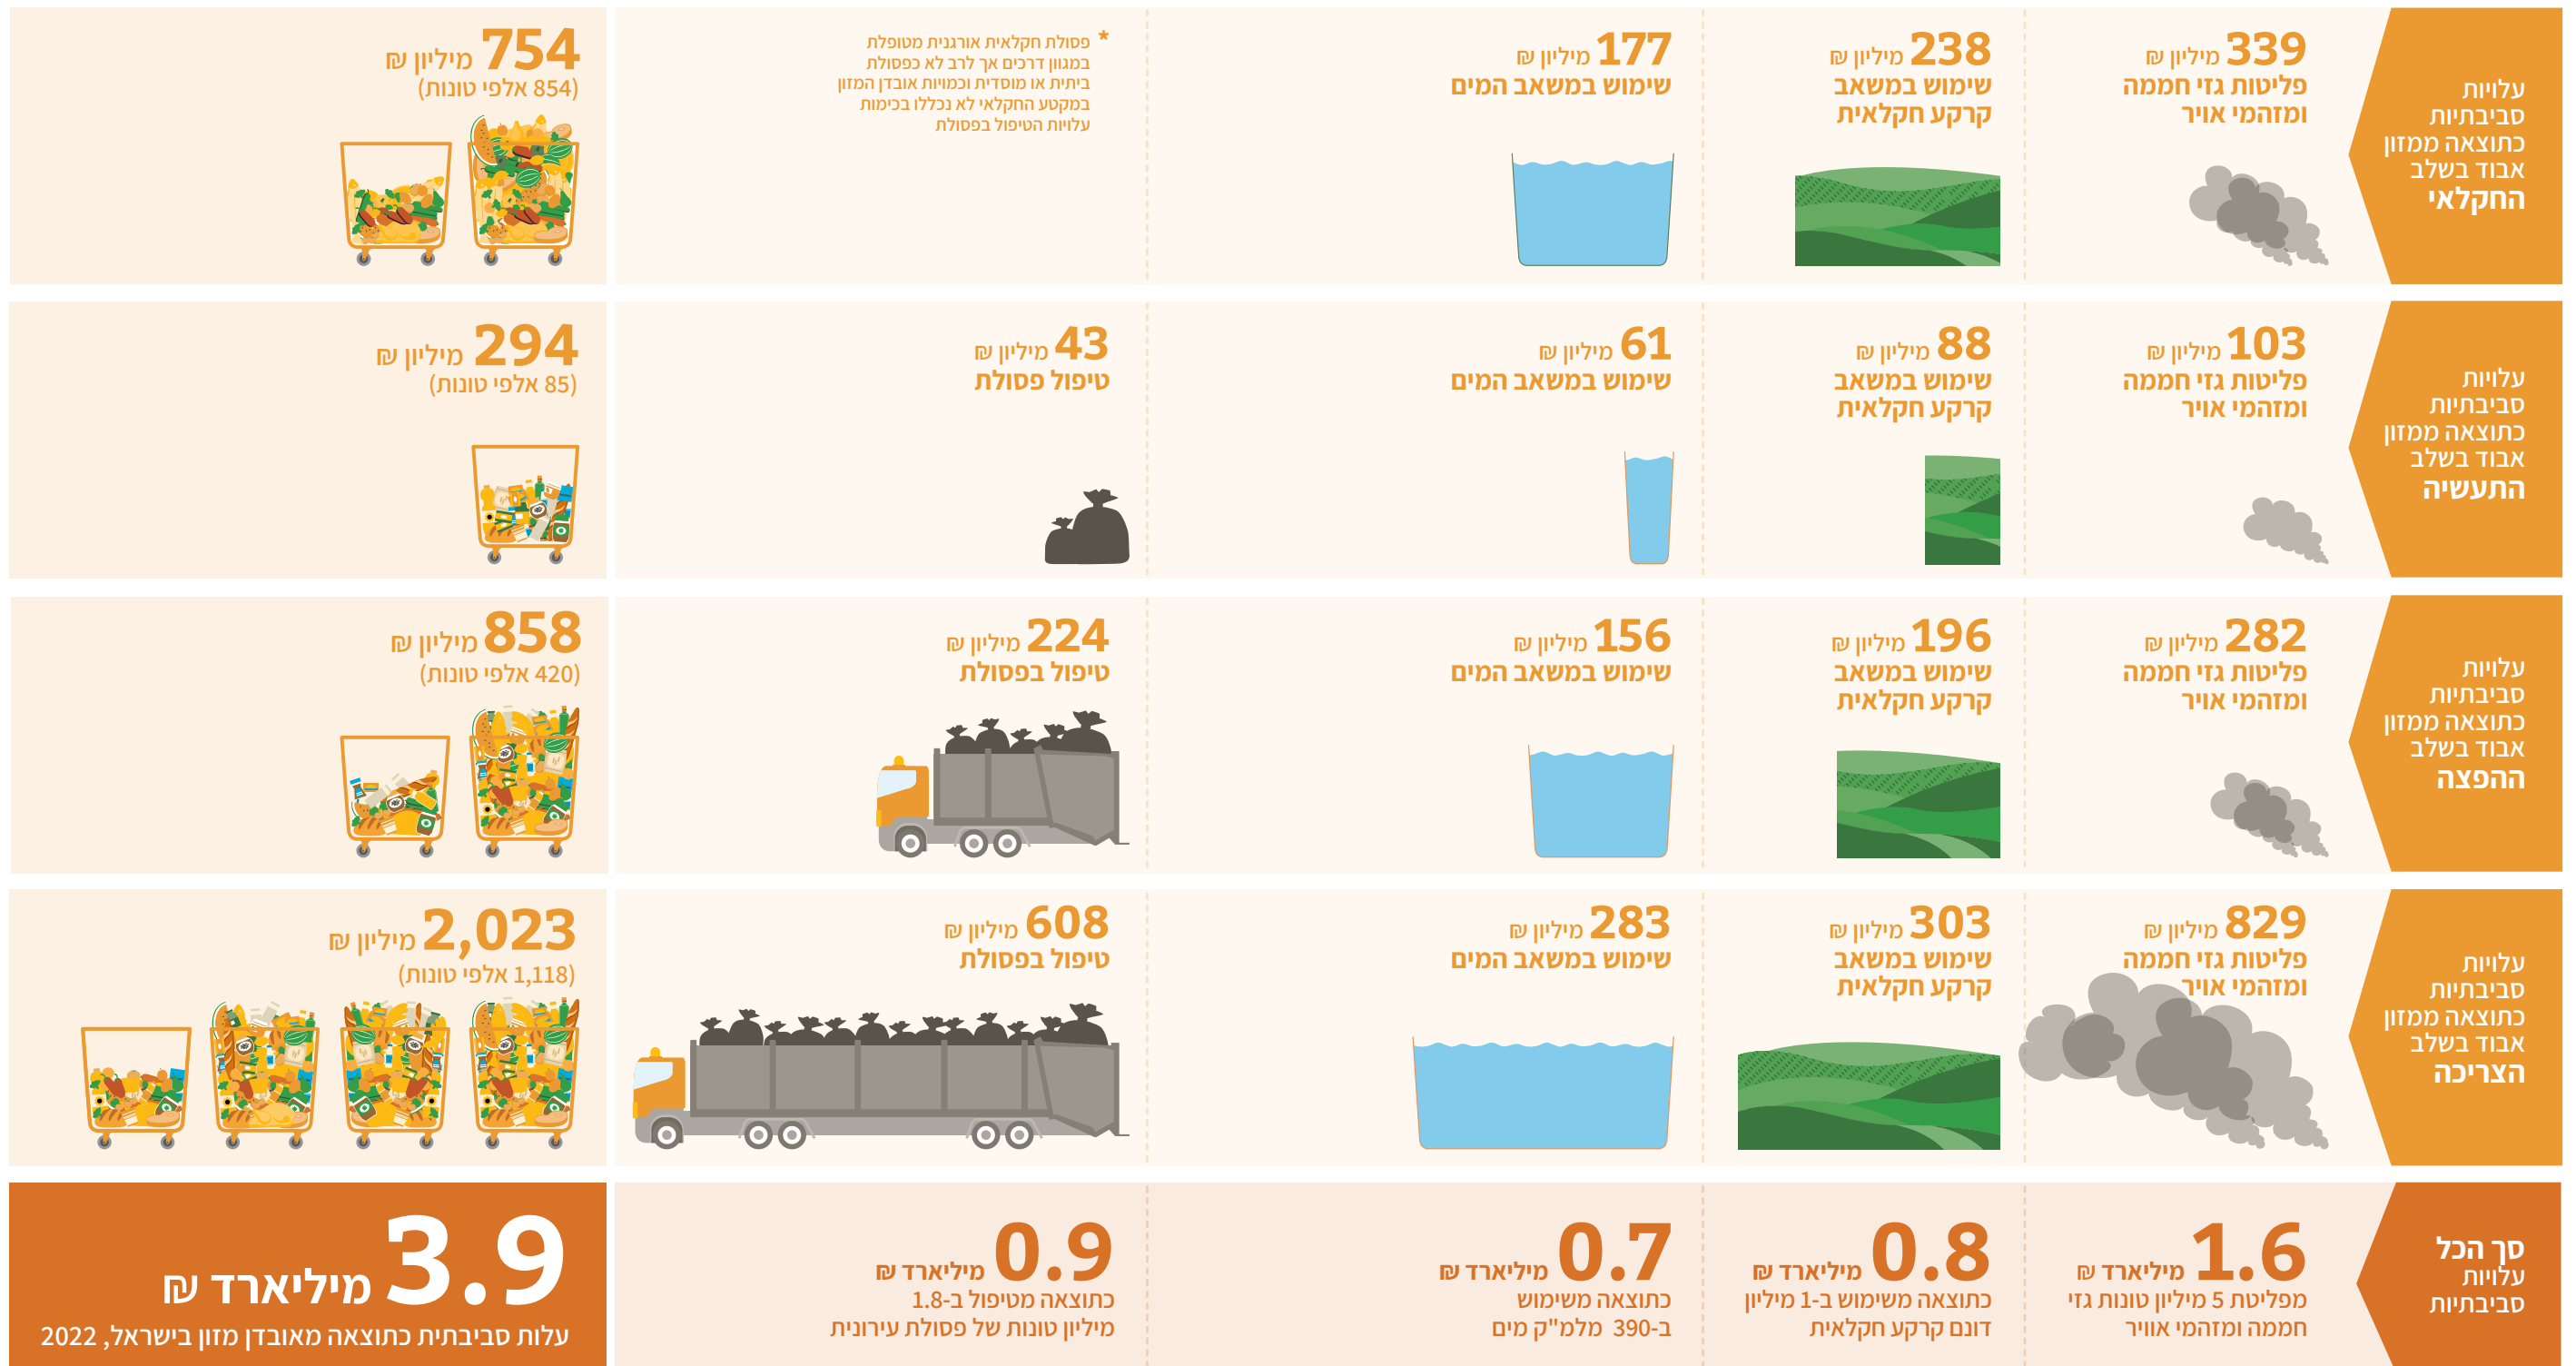 עלויות
סביבתיות
כתוצאה ממזון
אבוד בשלב
החקלאי
339 מיליון ₪
פליטות גזי חממה
ומזהמי אויר
238 מיליון ₪
שימוש במשאב
קרקע חקלאית
177 מיליון ₪
שימוש במשאב המים
* פסולת חקלאית אורגנית מטופלת
במגוון דרכים אך לרב לא כפסולת
ביתית או מוסדית וכמויות אובדן המזון
במקטע החקלאי לא נכללו בכימות
עלויות הטיפול בפסולת
754 מיליון ₪
(854 אלפי טונות)
עלויות
סביבתיות
כתוצאה ממזון
אבוד בשלב
התעשיה
103 מיליון ₪
פליטות גזי חממה
ומזהמי אויר
88 מיליון ₪
שימוש במשאב
קרקע חקלאית
61 מיליון ₪
שימוש במשאב המים
43 מיליון ₪
טיפול פסולת
294 מיליון ₪
(85 אלפי טונות)
עלויות
סביבתיות
כתוצאה ממזון
אבוד בשלב
ההפצה
282 מיליון ₪
פליטות גזי חממה
ומזהמי אויר
196 מיליון ₪
שימוש במשאב
קרקע חקלאית
156 מיליון ₪
שימוש במשאב המים
224 מיליון ₪
טיפול בפסולת
858 מיליון ₪
(420 אלפי טונות)
עלויות
סביבתיות
כתוצאה ממזון
אבוד בשלב
הצריכה
829 מיליון ₪
פליטות גזי חממה
ומזהמי אויר
303 מיליון ₪
שימוש במשאב
קרקע חקלאית
283 מיליון ₪
שימוש במשאב המים
608 מיליון ₪
טיפול בפסולת
2,023 מיליון ₪
(1,118 אלפי טונות)
סך הכל
עלויות
סביבתיות
1.6 מיליארד ₪
מפליטת 5 מיליון טונות גזי
חממה ומזהמי אוויר
0.8 מיליארד ₪
כתוצאה משימוש ב-1 מיליון
דונם קרקע חקלאית
0.7 מיליארד ₪
כתוצאה משימוש
ב-390 מלמ"ק מים
0.9 מיליארד ₪
כתוצאה מטיפול ב-1.8
מיליון טונות של פסולת עירונית
3.9 מיליארד ₪
עלות סביבתית כתוצאה מאובדן מזון בישראל, 2022